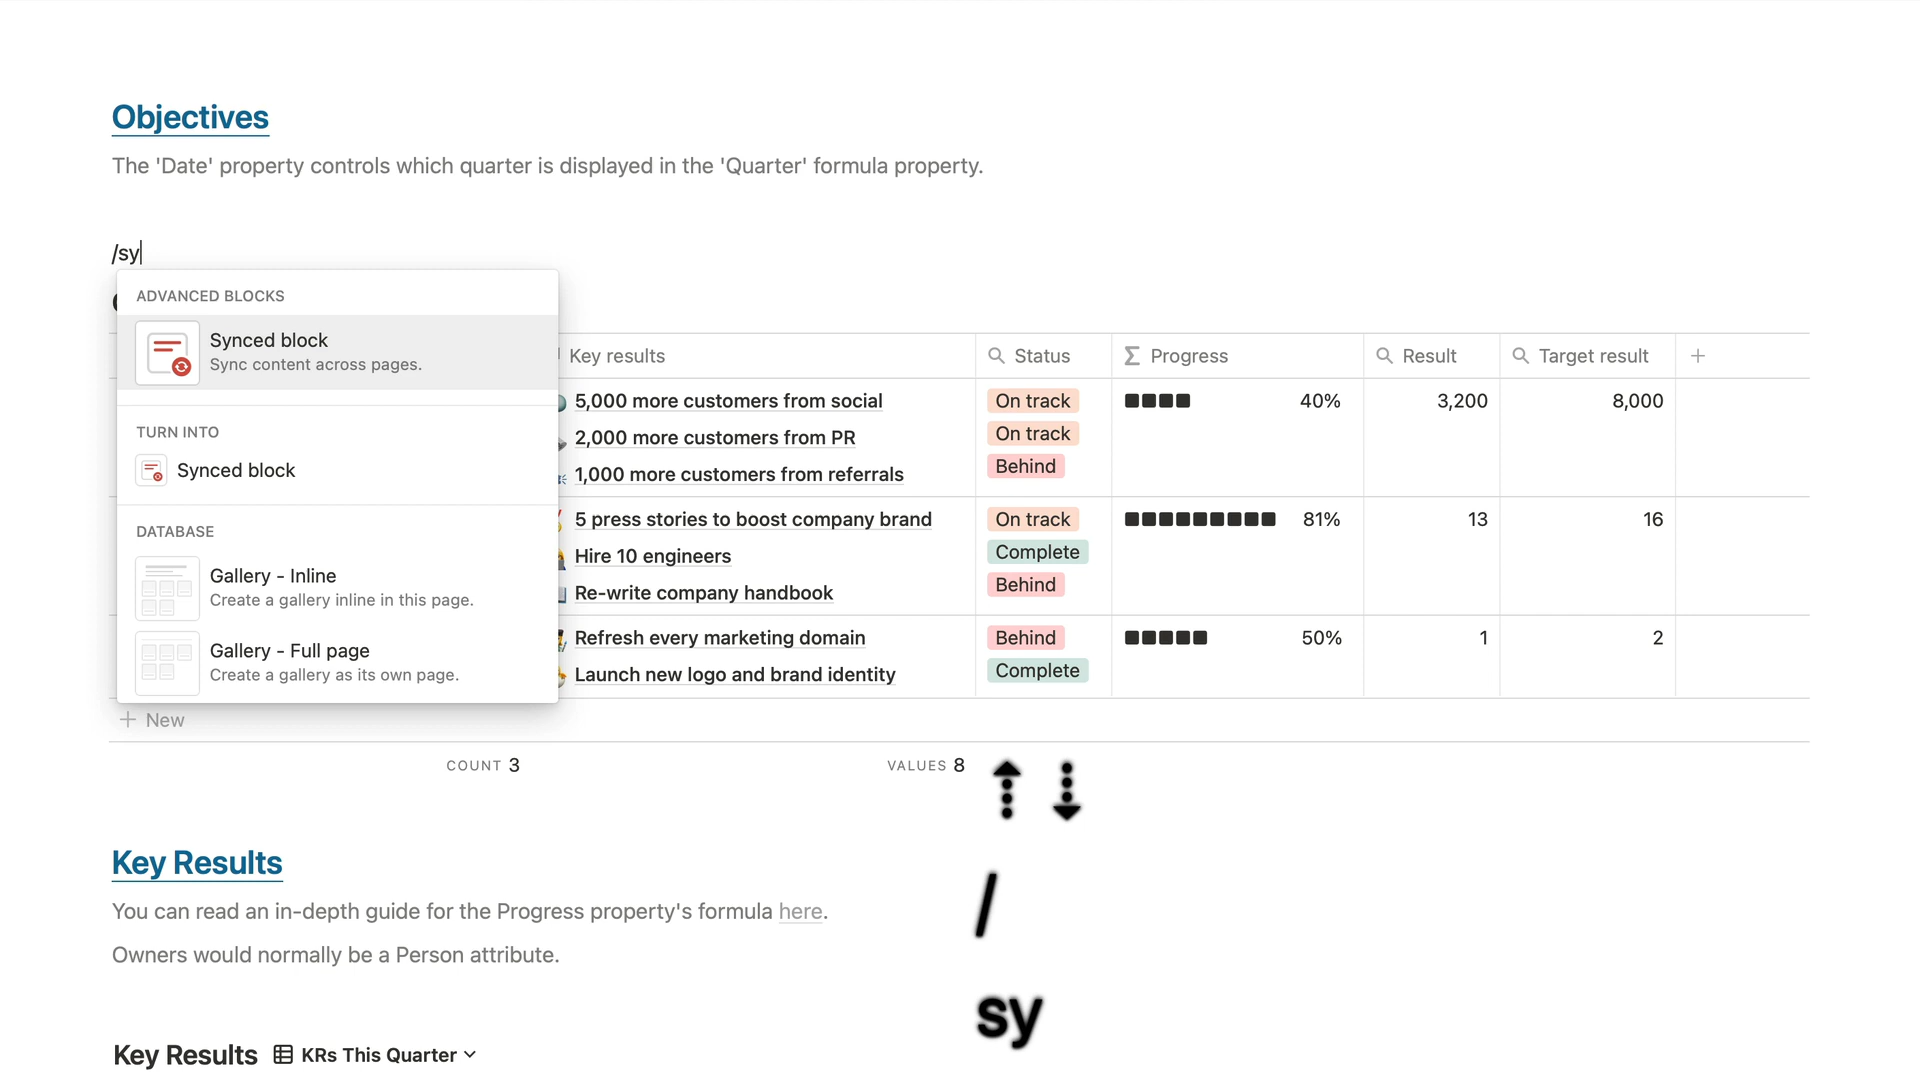 Objectives
The 'Date' property controls which quarter is displayed in the 'Quarter' formula property.
/sy
ADVANCED BLOCKS
Synced block
Sync content across pages.
TURN INTO
Synced block
DATABASE
Gallery - Inline
Create a gallery inline in this page.
Gallery - Full page
Create a gallery as its own page.
Key results Status Progress Result Target result
5,000 more customers from social On track 40% 3,200 8,000
2,000 more customers from PR On track
1,000 more customers from referrals Behind
5 press stories to boost company brand On track 81% 13 16
Hire 10 engineers Complete
Re-write company handbook Behind
Refresh every marketing domain Behind 50% 1 2
Launch new logo and brand identity Complete
New
COUNT 3 VALUES 8
Key Results
You can read an in-depth guide for the Progress property's formula here.
Owners would normally be a Person attribute.
/
sy
Key Results KRs This Quarter